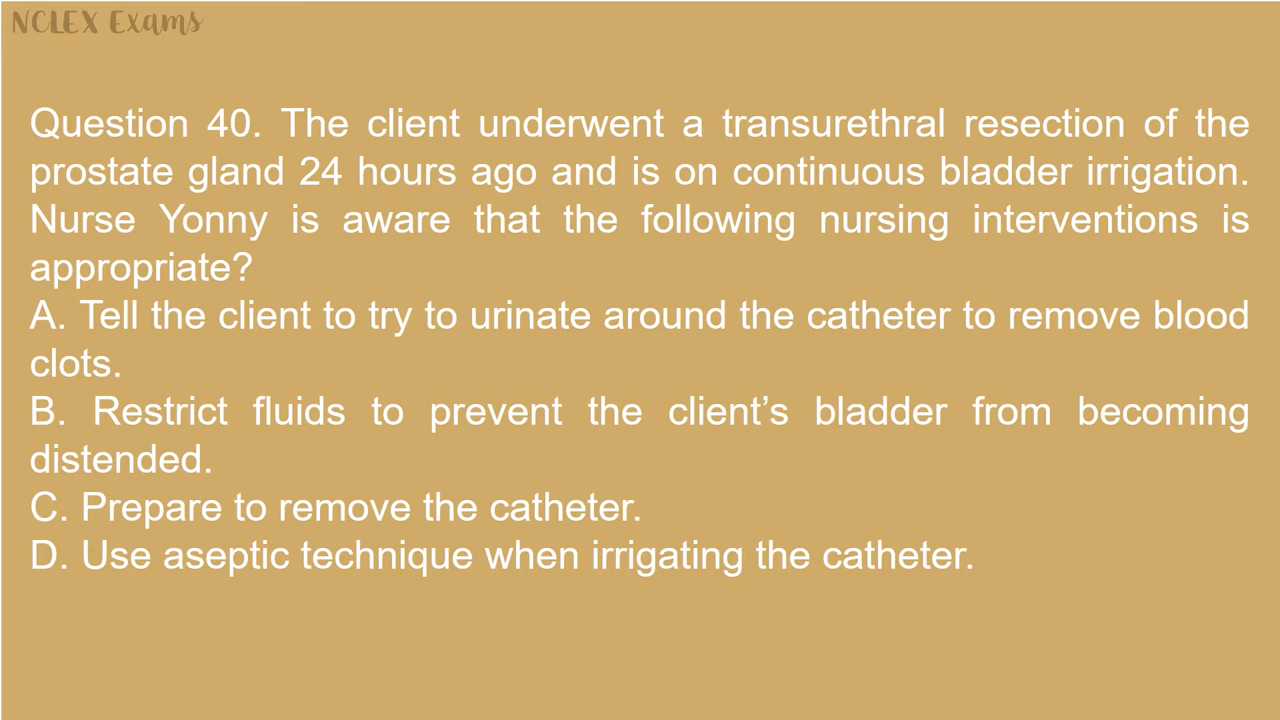 NCLEX Exams
Question 40. The client underwent a transurethral resection of the
prostate gland 24 hours ago and is on continuous bladder irrigation.
Nurse Yonny is aware that the following nursing interventions is
appropriate?
A. Tell the client to try to urinate around the catheter to remove blood
clots.
B. Restrict fluids to prevent the client’s bladder from becoming
distended.
C. Prepare to remove the catheter.
D. Use aseptic technique when irrigating the catheter.